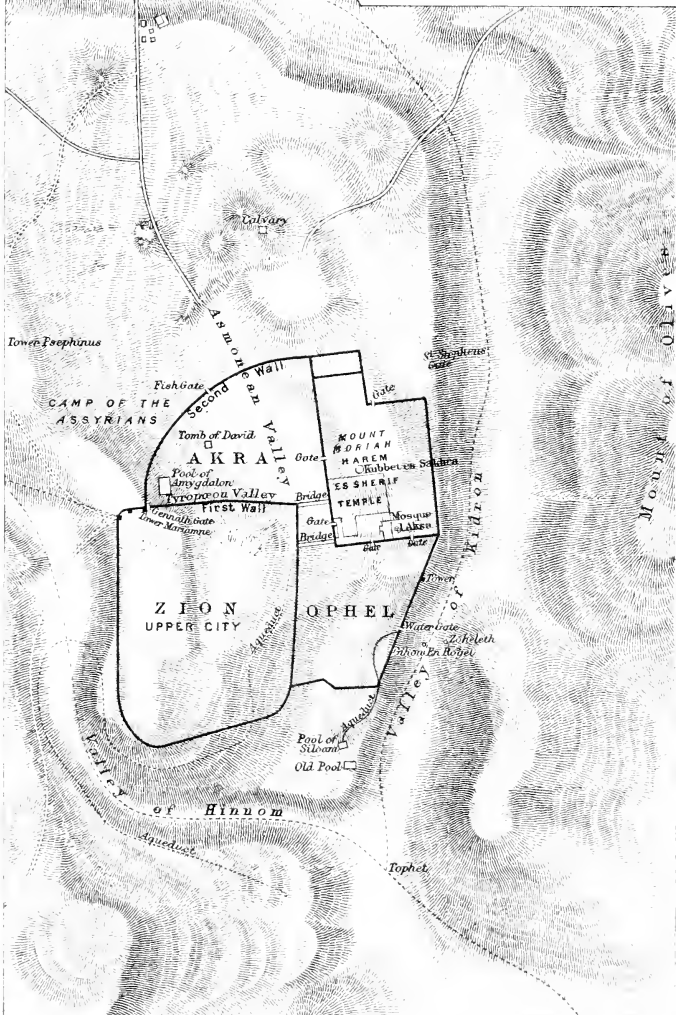 Calvary
Asmonean Valley
Mount of Olives
Tower Psephinus
St Stephens
Gate
Second Wall
Fish Gate
CAMP OF THE
ASSYRIANS
Gate
Tomb of David
AKRA
MOUNT
MORIAH
HAREM
ES SHERIF
TEMPLE
Kubbet es Sakhra
Gate
Pool of
Amygdalon
Tyropœon Valley
First Wall
Bridge
Gennath Gate
Tower Mariamne
Gate
Bridge
Mosque
el Aksa
Gate
Gate
Valley of Kidron
Tower
ZION
UPPER CITY
Aqueduct
OPHEL
Water Gate
Zoheleth
En Rogel
Aqueduct
Pool of
Siloam
Old Pool
Valley of Hinnom
Aqueduct
Tophet